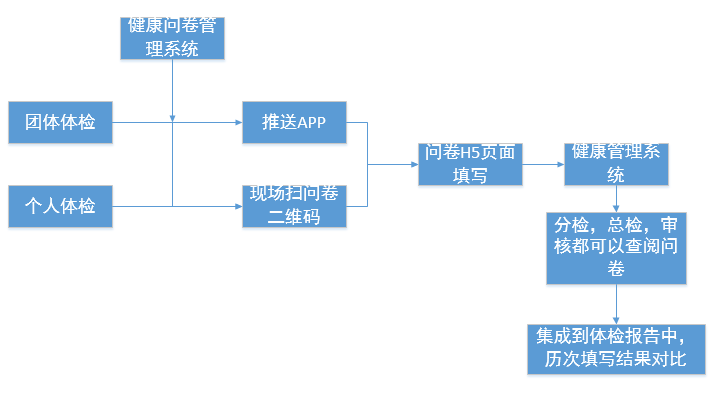 健康问卷管
理系统
团体体检
推送APP
个人体检
现场扫问卷
二维码
问卷H5页面
填写
健康管理系
统
分检，总检，审
核都可以查阅问
卷
集成到体检报告中，
历次填写结果对比